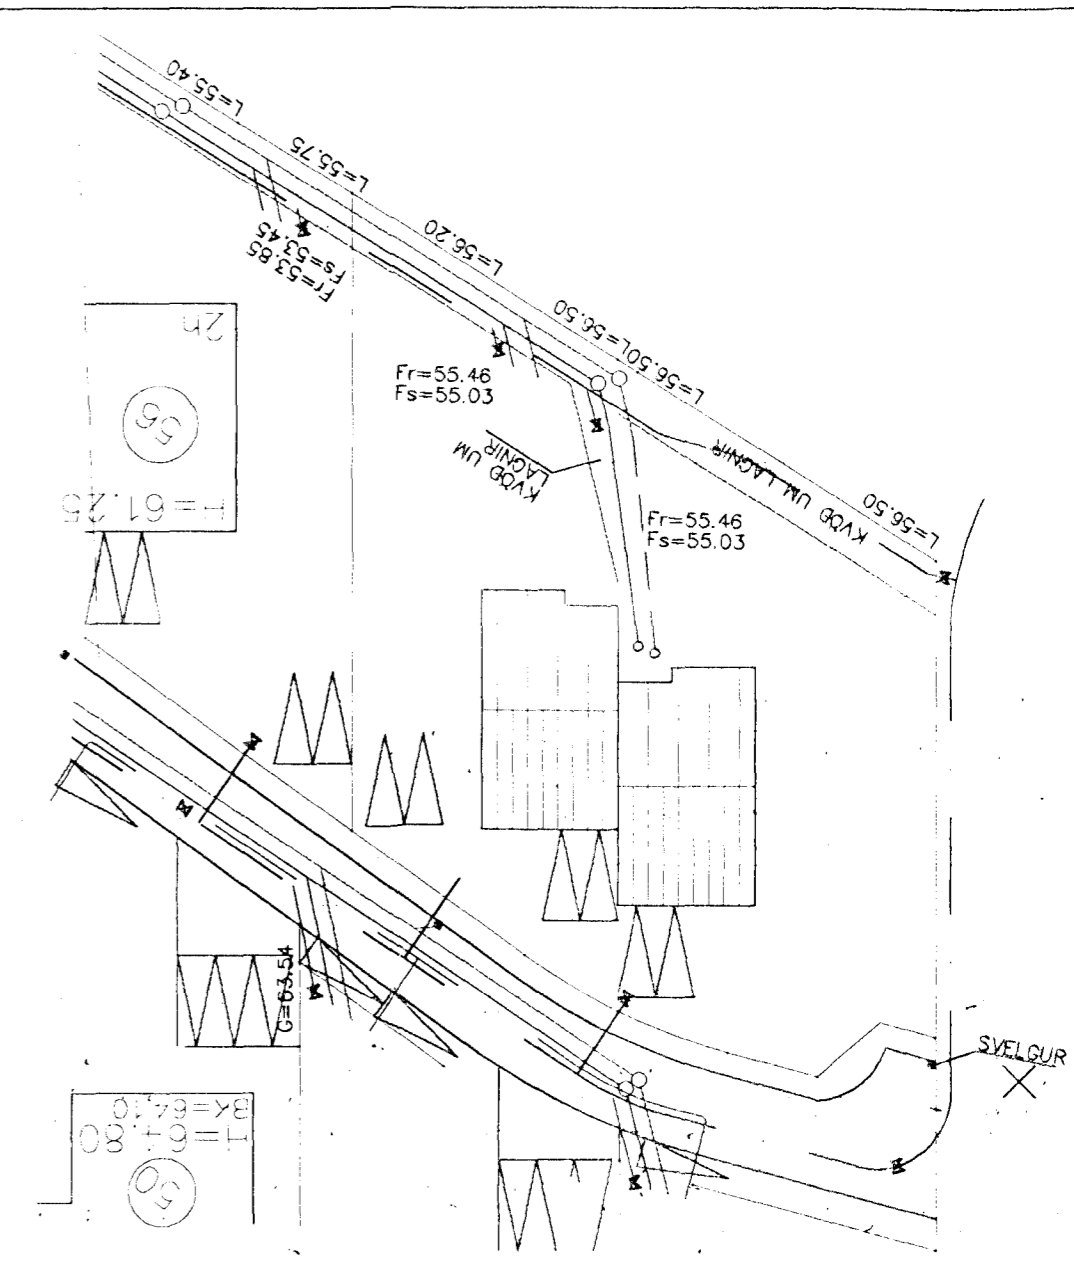 L=55.40
L=55.75
L=56.20
L=56.50
L=56.50
L=56.50
Fr=53.85
Fs=53.45
2h
56
H=61.25
Fr=55.46
Fs=55.03
KVÖÐ UM
LAGNIR
KVÖÐ UM LAGNIR
Fr=55.46
Fs=55.03
G=63.54
SVELGUR
BK=64,10
H=64.80
50